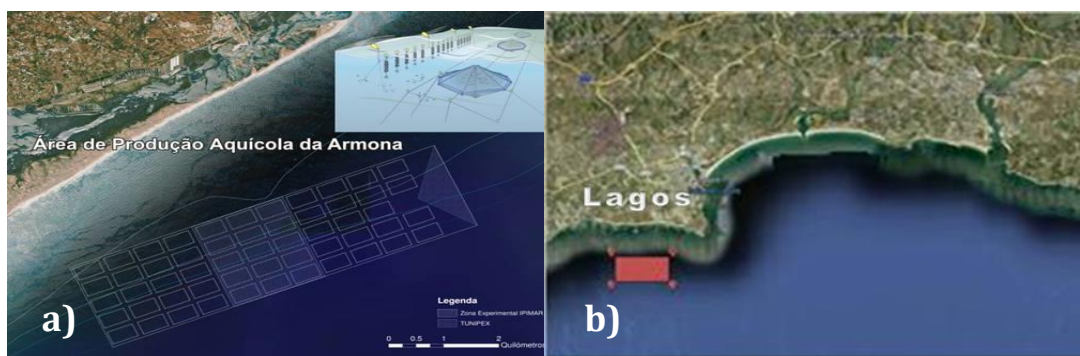 Área de Produção Aquícola da Armona
Legenda
Zona Experimental IPIMAR
TUNIPEX
0 0.5 1 2
Quilómetros
a)
Lagos
b)